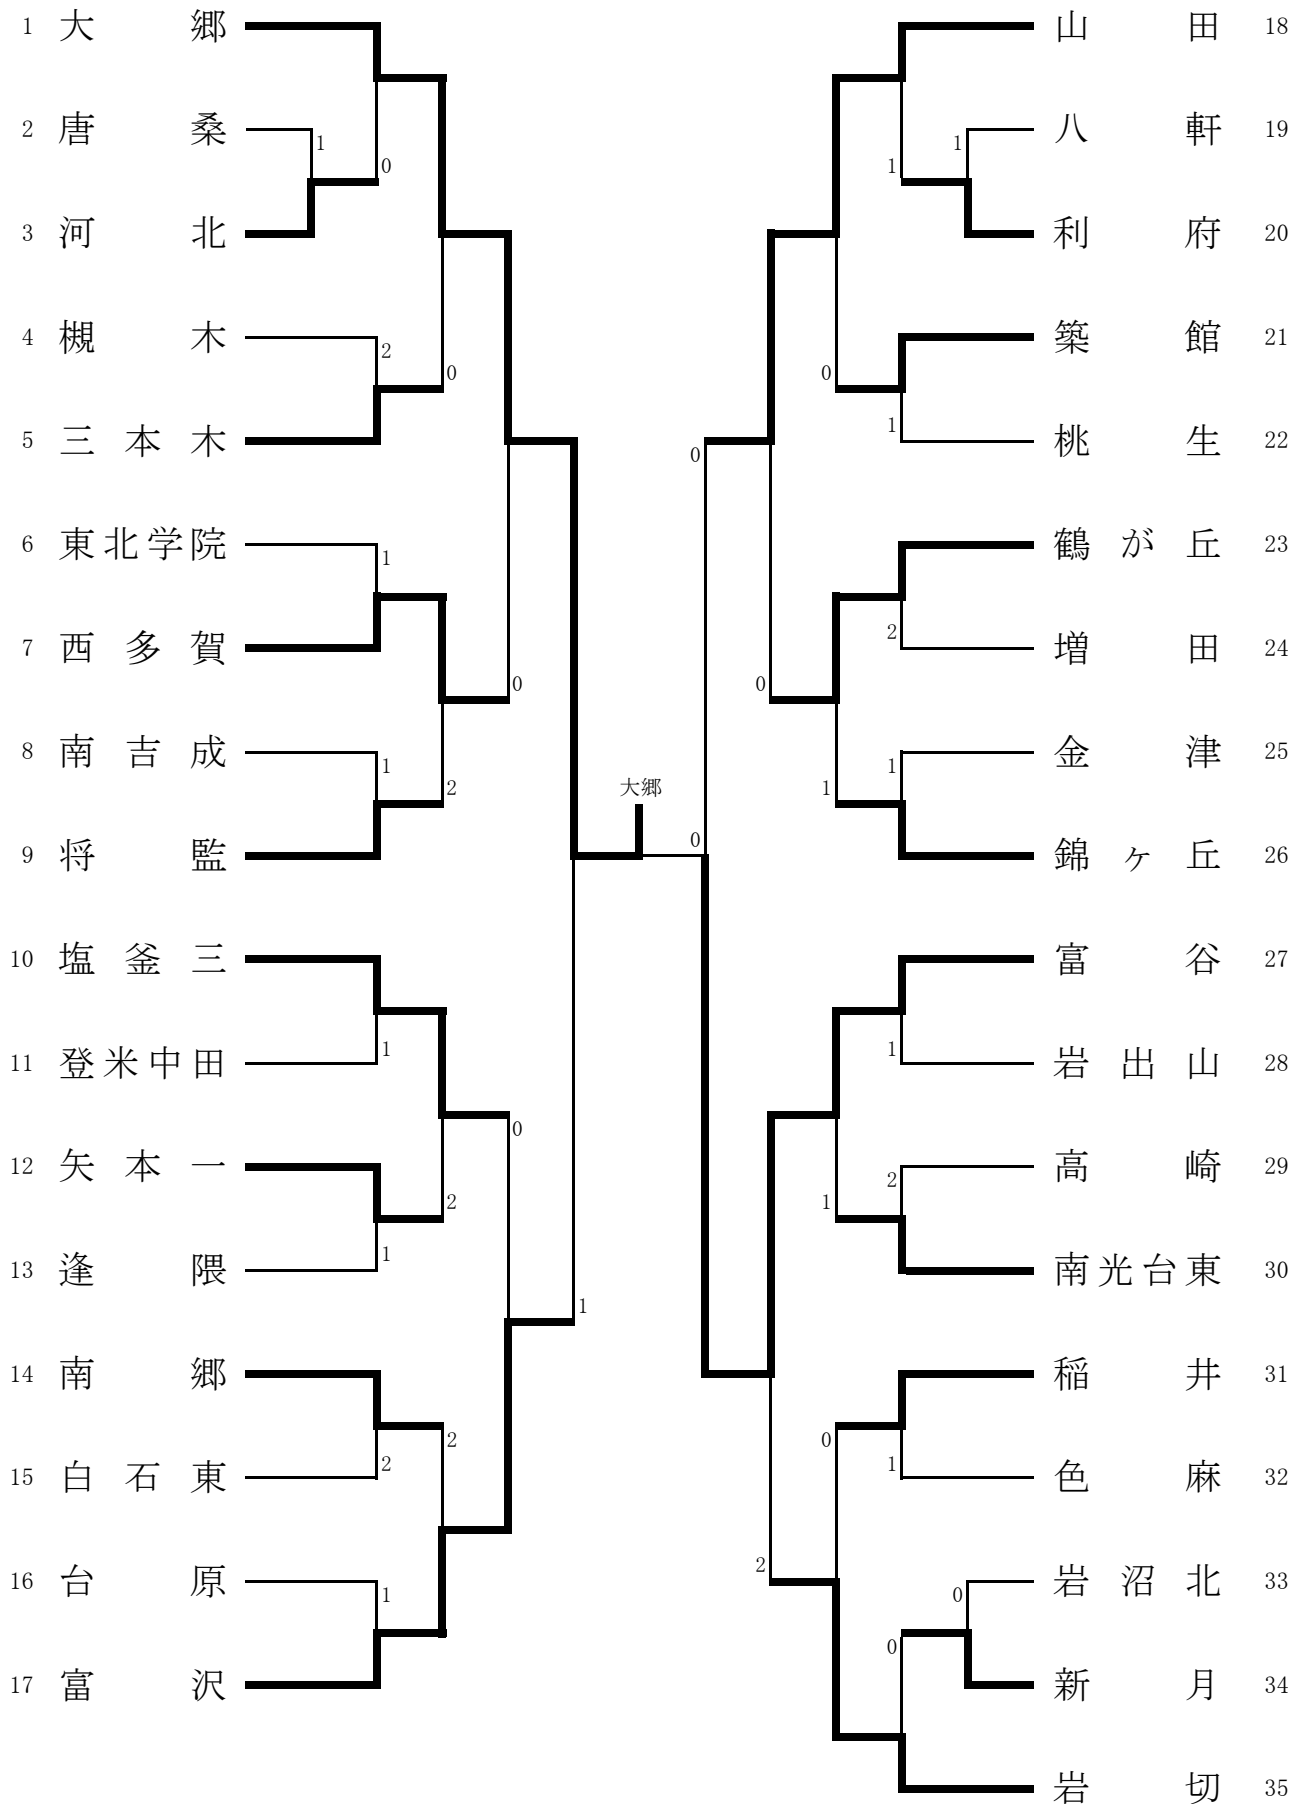 1 大郷
山田 18
2 唐桑
1
八軒 19
1
0
1
3 河北
利府 20
4 槻木
築館 21
2
0
0
5 三本木
1
桃生 22
0
6 東北学院
鶴が丘 23
1
2
7 西多賀
増田 24
0
0
8 南吉成
金津 25
1
1
大郷
2
1
0
9 将監
錦ヶ丘 26
10 塩釜三
富谷 27
1
1
11 登米中田
岩出山 28
0
12 矢本一
高崎 29
2
2
1
1
13 逢隈
南光台東 30
1
14 南郷
稲井 31
2
0
2
1
15 白石東
色麻 32
2
16 台原
岩沼北 33
1
0
0
17 富沢
新月 34
岩切 35